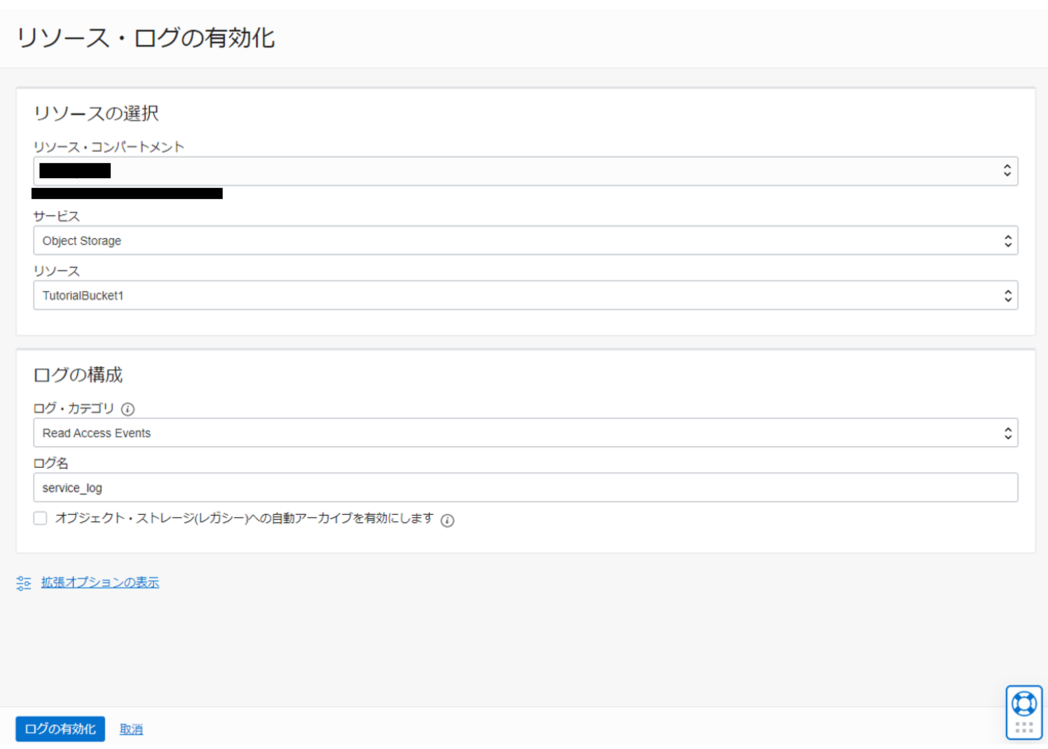 リソース・ログの有効化
リソースの選択
リソース・コンパートメント
サービス
Object Storage
リソース
TutorialBucket1
ログの構成
ログ・カテゴリ
Read Access Events
ログ名
service_log
オブジェクト・ストレージ(レガシー)への自動アーカイブを有効にします
拡張オプションの表示
ログの有効化 取消